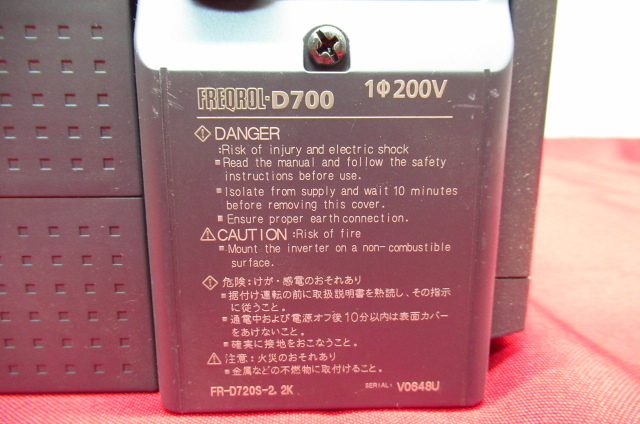 FREQROL-D700 1Φ200V
DANGER
:Risk of injury and electric shock
Read the manual and follow the safety
instructions before use.
Isolate from supply and wait 10 minutes
before removing this cover.
Ensure proper earth connection.
CAUTION :Risk of fire
Mount the inverter on a non-combustible
surface.
危険:けが・感電のおそれあり
据付け運転の前に取扱説明書を熟読し、その指示
に従うこと。
通電中および電源オフ後10分以内は表面カバー
をあけないこと。
確実に接地をおこなうこと。
注意:火災のおそれあり
金属などの不燃物に取付けること。
FR-D720S-2.2K SERIAL: V0848U